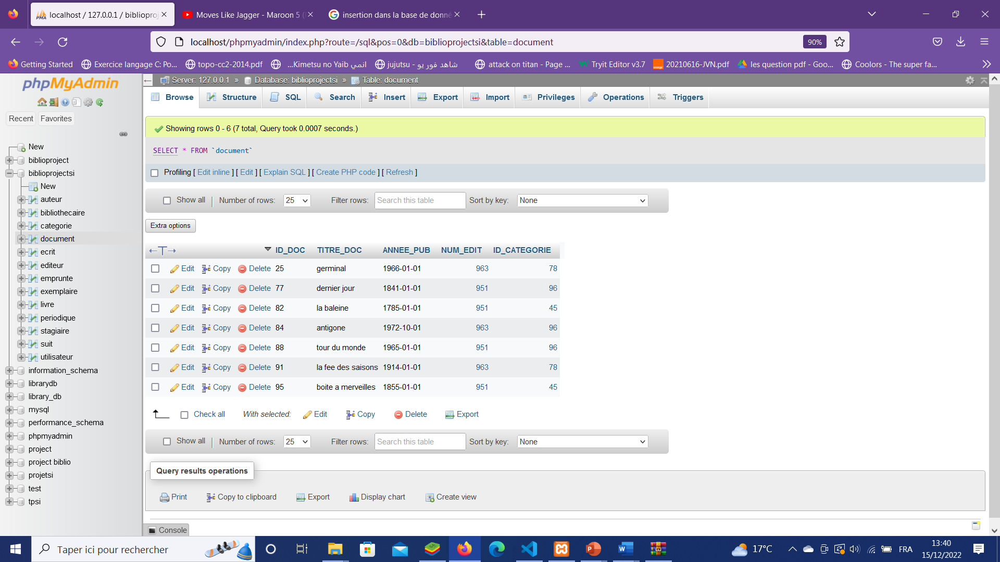 localhost / 127.0.0.1 / biblioproj
Moves Like Jagger - Maroon 5 (
insertion dans la base de donné
localhost/phpmyadmin/index.php?route=/sql&pos=0&db=biblioprojectsi&table=document
90%
Getting Started
Exercice langage C: Po...
topo-cc2-2014.pdf
انمي Kimetsu no Yaib...
jujutsu - شاهد فور يو
attack on titan - Page ...
Tryit Editor v3.7
20210616-JVN.pdf
les question pdf - Goo...
Coolors - The super fa...
phpMyAdmin
Recent
Favorites
New
biblioproject
biblioprojectsi
New
auteur
bibliothecaire
categorie
document
ecrit
editeur
emprunte
exemplaire
livre
periodique
stagiaire
suit
utilisateur
information_schema
librarydb
library_db
mysql
performance_schema
phpmyadmin
project
project biblio
projetsi
test
tpsi
Server: 127.0.0.1 » Database: biblioprojectsi » Table: document
Browse Structure SQL Search Insert Export Import Privileges Operations Triggers
Showing rows 0 - 6 (7 total, Query took 0.0007 seconds.)
SELECT * FROM `document`
Profiling [ Edit inline ] [ Edit ] [ Explain SQL ] [ Create PHP code ] [ Refresh ]
Show all | Number of rows: 25 Filter rows: Search this table Sort by key: None
Extra options
ID_DOC TITRE_DOC ANNEE_PUB NUM_EDIT ID_CATEGORIE
Edit Copy Delete 25 germinal 1966-01-01 963 78
Edit Copy Delete 77 dernier jour 1841-01-01 951 96
Edit Copy Delete 82 la baleine 1785-01-01 951 45
Edit Copy Delete 84 antigone 1972-10-01 963 96
Edit Copy Delete 88 tour du monde 1965-01-01 951 96
Edit Copy Delete 91 la fee des saisons 1914-01-01 963 78
Edit Copy Delete 95 boite a merveilles 1855-01-01 951 45
Check all With selected: Edit Copy Delete Export
Show all | Number of rows: 25 Filter rows: Search this table Sort by key: None
Query results operations
Print Copy to clipboard Export Display chart Create view
Console
Taper ici pour rechercher
17°C
FRA
13:40
15/12/2022